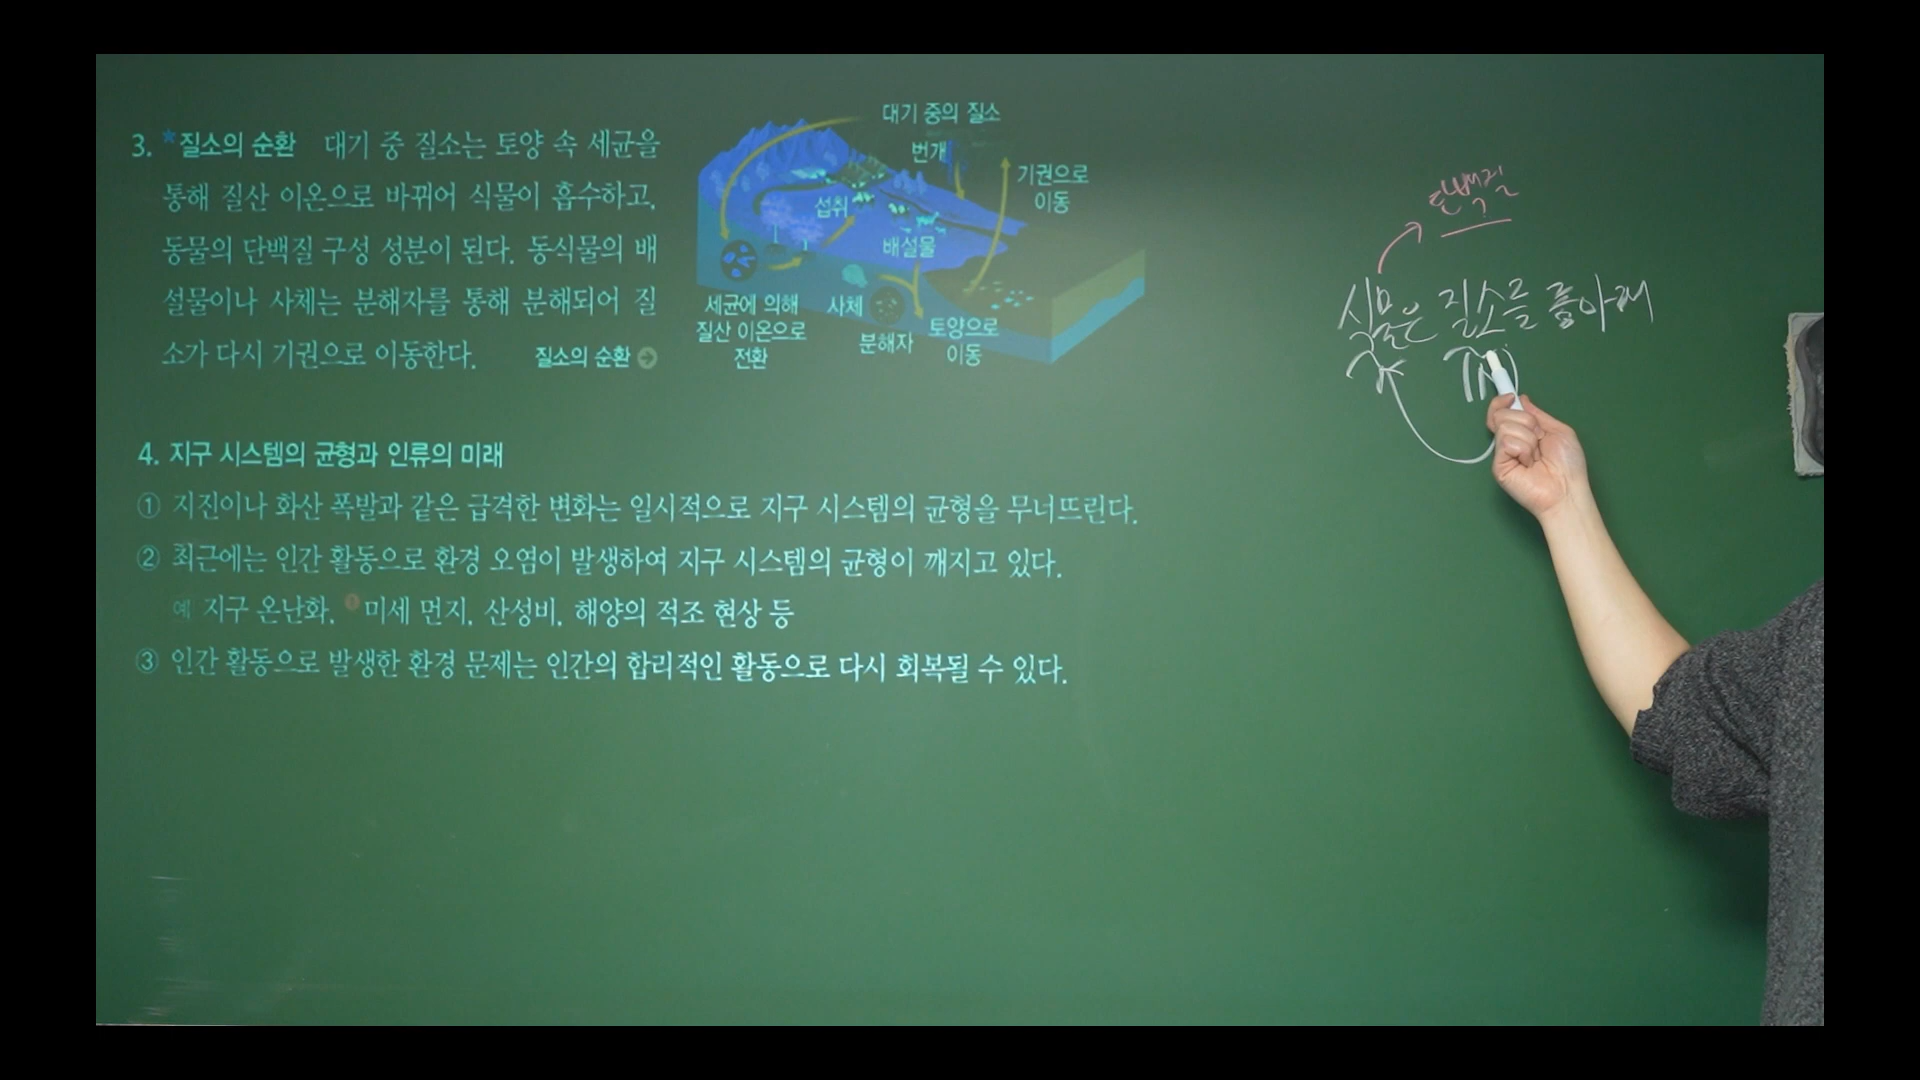 3. *질소의 순환 대기 중 질소는 토양 속 세균을
통해 질산 이온으로 바뀌어 식물이 흡수하고,
동물의 단백질 구성 성분이 된다. 동식물의 배
설물이나 사체는 분해자를 통해 분해되어 질
소가 다시 기권으로 이동한다. 질소의 순환
대기 중의 질소
번개
기권으로
이동
섭취
배설물
세균에 의해
질산 이온으로
전환
사체
분해자
토양으로
이동
4. 지구 시스템의 균형과 인류의 미래
① 지진이나 화산 폭발과 같은 급격한 변화는 일시적으로 지구 시스템의 균형을 무너뜨린다.
② 최근에는 인간 활동으로 환경 오염이 발생하여 지구 시스템의 균형이 깨지고 있다.
예 지구 온난화, 미세 먼지, 산성비, 해양의 적조 현상 등
③ 인간 활동으로 발생한 환경 문제는 인간의 합리적인 활동으로 다시 회복될 수 있다.
단백질
식물은 질소를 좋아해